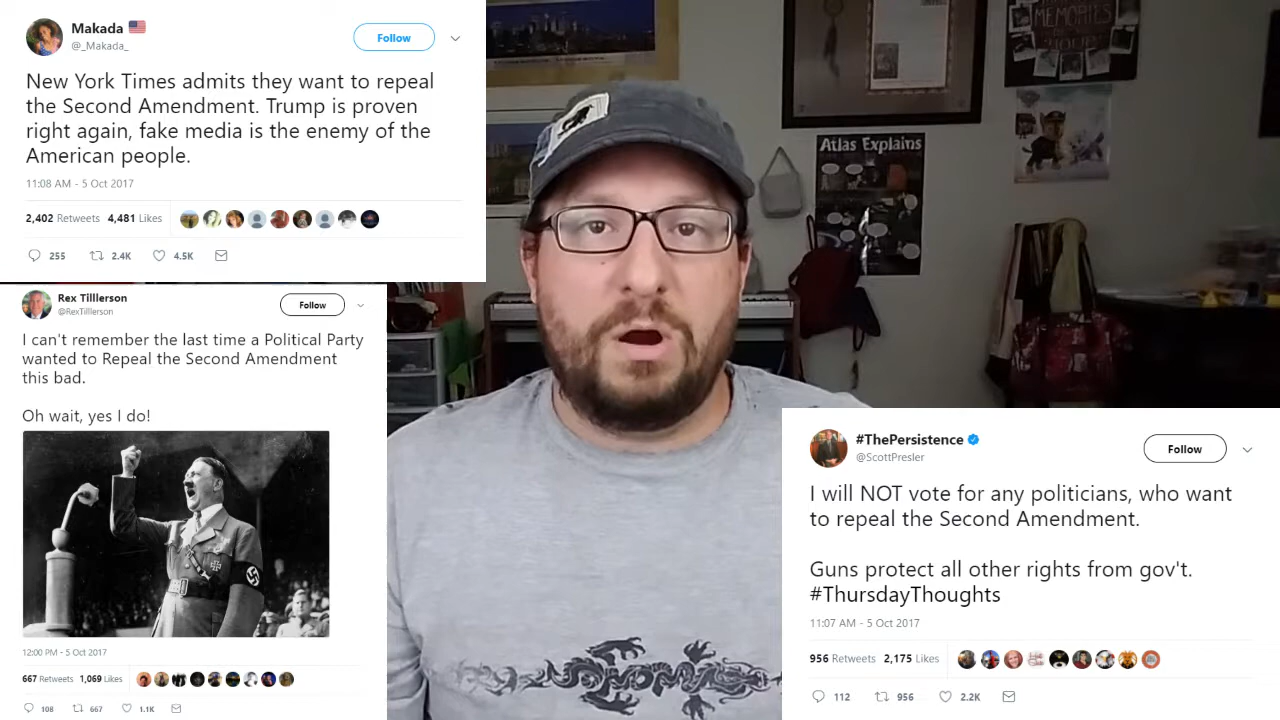 Makada
@_Makada_
Follow
New York Times admits they want to repeal
the Second Amendment. Trump is proven
right again, fake media is the enemy of the
American people.
11:08 AM - 5 Oct 2017
2,402 Retweets 4,481 Likes
255 2.4K 4.5K
Rex Tilllerson
@RexTilllerson
Follow
I can't remember the last time a Political Party
wanted to Repeal the Second Amendment
this bad.
Oh wait, yes I do!
12:00 PM - 5 Oct 2017
667 Retweets 1,069 Likes
108 667 1.1K
MEMORIES
Atlas Explains
#ThePersistence
@ScottPresler
Follow
I will NOT vote for any politicians, who want
to repeal the Second Amendment.
Guns protect all other rights from gov't.
#ThursdayThoughts
11:07 AM - 5 Oct 2017
956 Retweets 2,175 Likes
112 956 2.2K